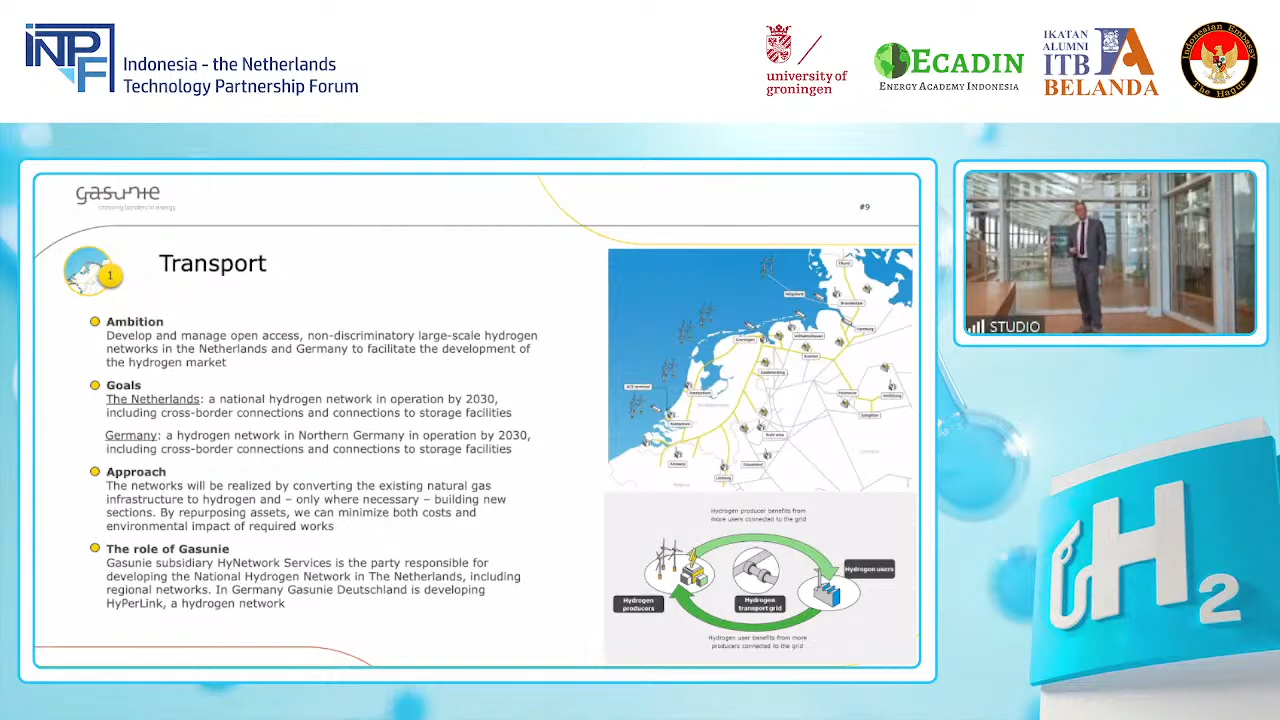 INPF
Indonesia - the Netherlands
Technology Partnership Forum
university of
groningen
ECADIN
ENERGY ACADEMY INDONESIA
IKATAN
ALUMNI
ITB
BELANDA
Indonesian Embassy
The Hague
gasunie
crossing borders in energy
#9
1
Transport
Ambition
Develop and manage open access, non-discriminatory large-scale hydrogen
networks in the Netherlands and Germany to facilitate the development of
the hydrogen market
Goals
The Netherlands: a national hydrogen network in operation by 2030,
including cross-border connections and connections to storage facilities
Germany: a hydrogen network in Northern Germany in operation by 2030,
including cross-border connections and connections to storage facilities
Approach
The networks will be realized by converting the existing natural gas
infrastructure to hydrogen and – only where necessary – building new
sections. By repurposing assets, we can minimize both costs and
environmental impact of required works
The role of Gasunie
Gasunie subsidiary HyNetwork Services is the party responsible for
developing the National Hydrogen Network in The Netherlands, including
regional networks. In Germany Gasunie Deutschland is developing
HyPerLink, a hydrogen network
Hydrogen producer benefits from
more users connected to the grid
Hydrogen users
Hydrogen
producers
Hydrogen
transport grid
Hydrogen user benefits from more
producers connected to the grid
STUDIO
H2